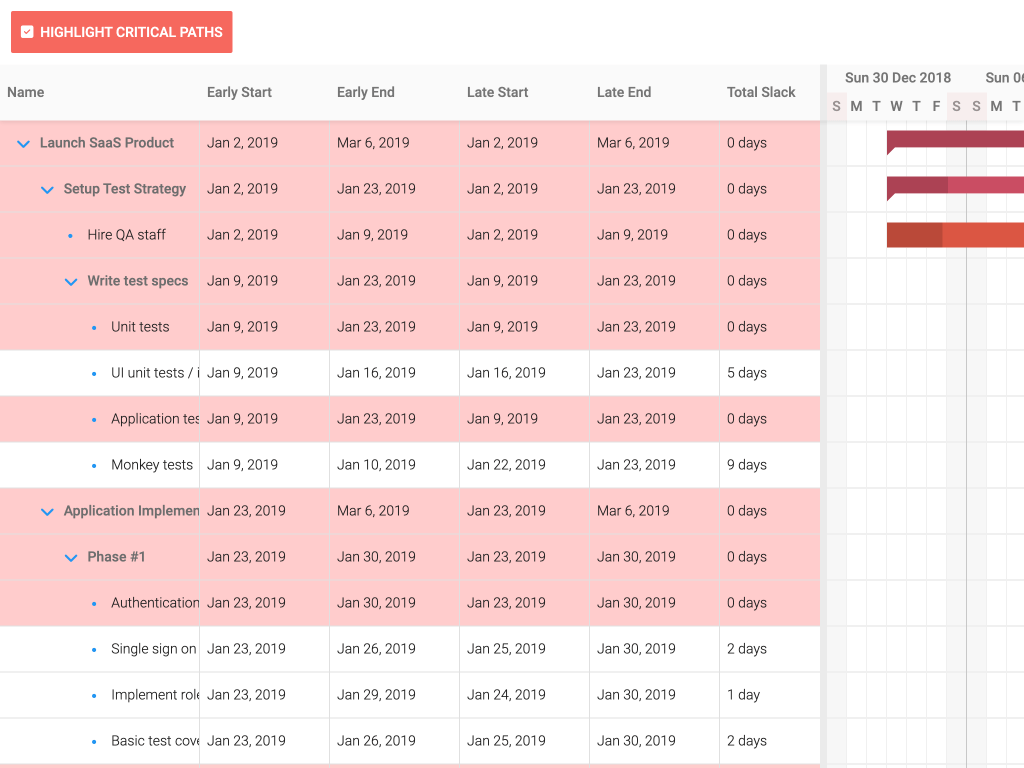 HIGHLIGHT CRITICAL PATHS
Name Early Start Early End Late Start Late End Total Slack
Sun 30 Dec 2018 Sun 06
S M T W T F S S M T
Launch SaaS Product Jan 2, 2019 Mar 6, 2019 Jan 2, 2019 Mar 6, 2019 0 days
Setup Test Strategy Jan 2, 2019 Jan 23, 2019 Jan 2, 2019 Jan 23, 2019 0 days
Hire QA staff Jan 2, 2019 Jan 9, 2019 Jan 2, 2019 Jan 9, 2019 0 days
Write test specs Jan 9, 2019 Jan 23, 2019 Jan 9, 2019 Jan 23, 2019 0 days
Unit tests Jan 9, 2019 Jan 23, 2019 Jan 9, 2019 Jan 23, 2019 0 days
UI unit tests / i Jan 9, 2019 Jan 16, 2019 Jan 16, 2019 Jan 23, 2019 5 days
Application tes Jan 9, 2019 Jan 23, 2019 Jan 9, 2019 Jan 23, 2019 0 days
Monkey tests Jan 9, 2019 Jan 10, 2019 Jan 22, 2019 Jan 23, 2019 9 days
Application Implemen Jan 23, 2019 Mar 6, 2019 Jan 23, 2019 Mar 6, 2019 0 days
Phase #1 Jan 23, 2019 Jan 30, 2019 Jan 23, 2019 Jan 30, 2019 0 days
Authentication Jan 23, 2019 Jan 30, 2019 Jan 23, 2019 Jan 30, 2019 0 days
Single sign on Jan 23, 2019 Jan 26, 2019 Jan 25, 2019 Jan 30, 2019 2 days
Implement role Jan 23, 2019 Jan 29, 2019 Jan 24, 2019 Jan 30, 2019 1 day
Basic test cove Jan 23, 2019 Jan 26, 2019 Jan 25, 2019 Jan 30, 2019 2 days